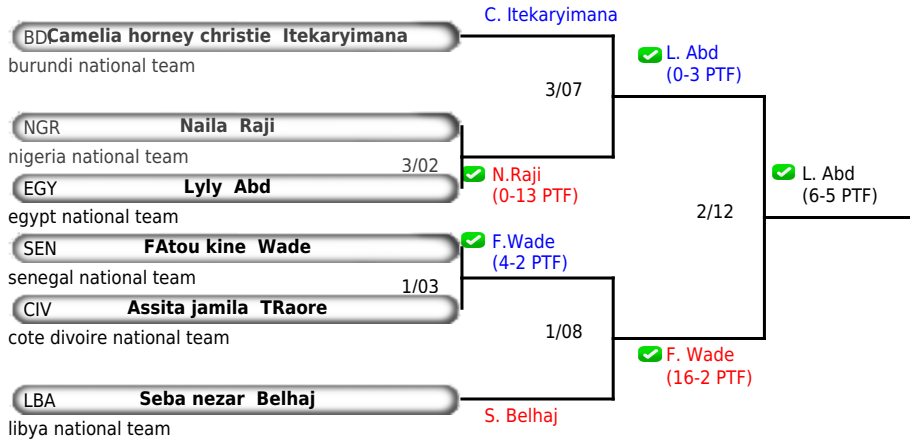 C. Itekaryimana
BDI Camelia horney christie Itekaryimana
burundi national team
L. Abd
(0-3 PTF)
3/07
NGR Naila Raji
nigeria national team
3/02
N.Raji
(0-13 PTF)
EGY Lyly Abd
egypt national team
L. Abd
(6-5 PTF)
2/12
SEN FAtou kine Wade
senegal national team
F.Wade
(4-2 PTF)
1/03
CIV Assita jamila TRaore
cote divoire national team
1/08
F. Wade
(16-2 PTF)
LBA Seba nezar Belhaj
libya national team
S. Belhaj